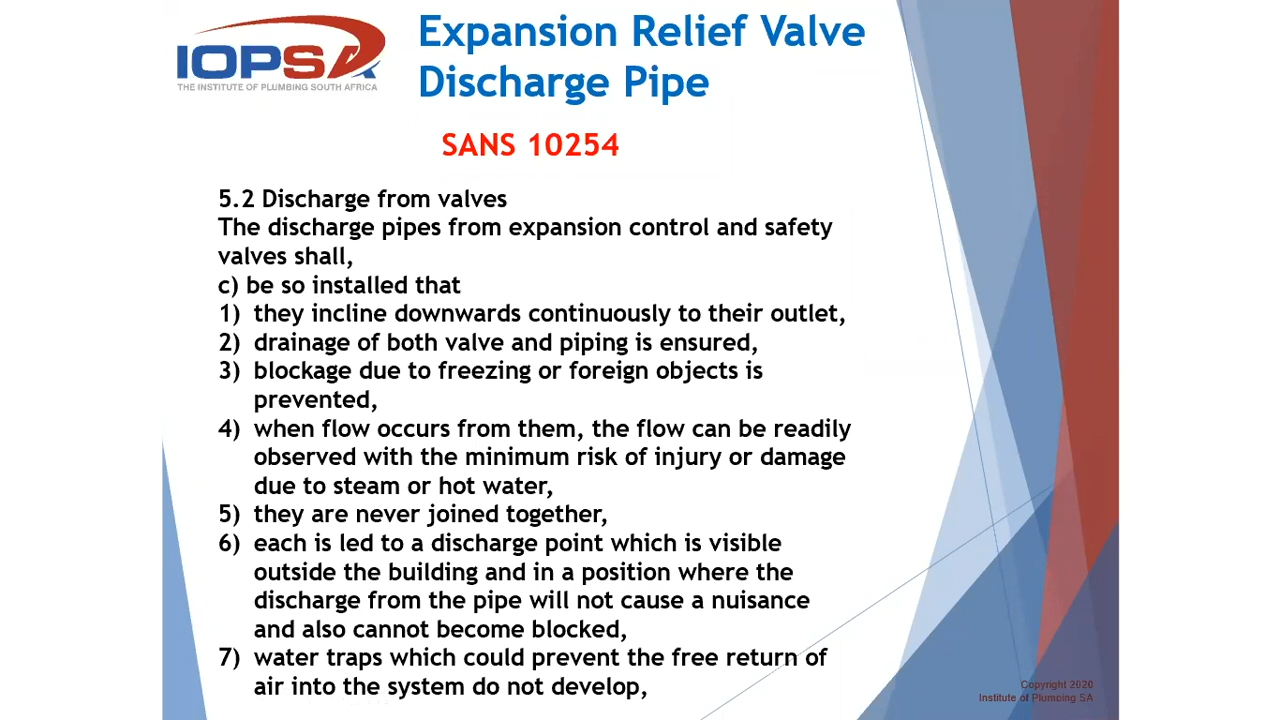 IOPSA
THE INSTITUTE OF PLUMBING SOUTH AFRICA
Expansion Relief Valve
Discharge Pipe
SANS 10254
5.2 Discharge from valves
The discharge pipes from expansion control and safety
valves shall,
c) be so installed that
1) they incline downwards continuously to their outlet,
2) drainage of both valve and piping is ensured,
3) blockage due to freezing or foreign objects is
prevented,
4) when flow occurs from them, the flow can be readily
observed with the minimum risk of injury or damage
due to steam or hot water,
5) they are never joined together,
6) each is led to a discharge point which is visible
outside the building and in a position where the
discharge from the pipe will not cause a nuisance
and also cannot become blocked,
7) water traps which could prevent the free return of
air into the system do not develop,
Copyright 2020
Institute of Plumbing SA